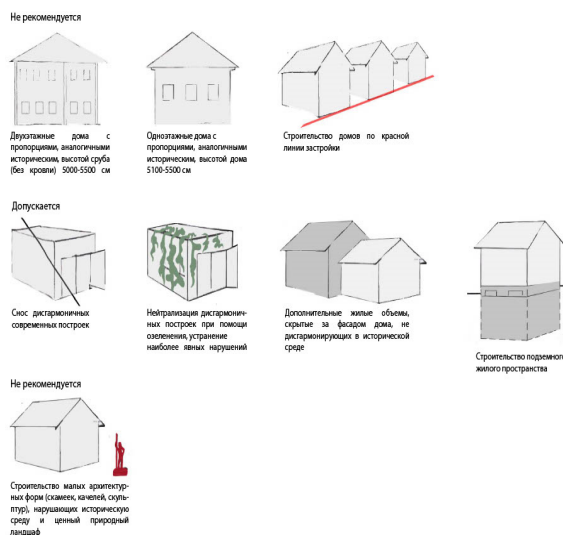 Не рекомендуется
Двухэтажные дома с
пропорциями, аналогичными
историческим, высотой сруба
(без кровли) 5000-5500 см
Одноэтажные дома с
пропорциями, аналогичными
историческим, высотой дома
5100-5500 см
Строительство домов по красной
линии застройки
Допускается
Снос дисгармоничных
современных построек
Нейтрализация дисгармонич-
ных построек при помощи
озеленения, устранение
наиболее явных нарушений
Дополнительные жилые объемы,
скрытые за фасадом дома, не
дисгармонирующих в исторической
среде
Строительство подземного
жилого пространства
Не рекомендуется
Строительство малых архитектур-
ных форм (скамеек, качелей, скуль-
птур), нарушающих историческую
среду и ценный природный
ландшаф